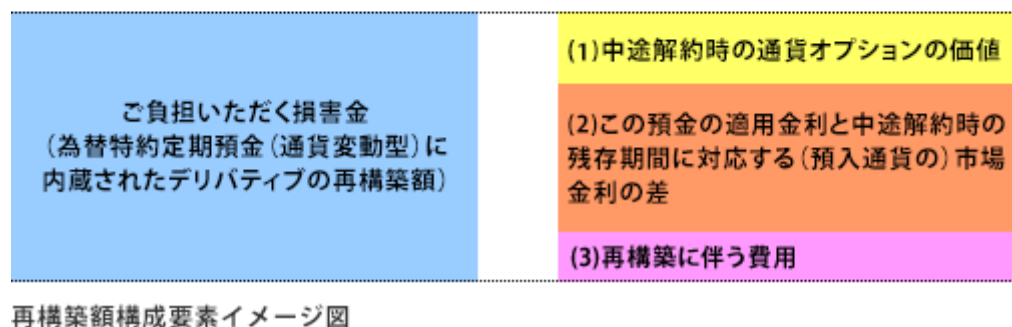 ご負担いただく損害金
（為替特約定期預金（通貨変動型）に
内蔵されたデリバティブの再構築額）
(1)中途解約時の通貨オプションの価値
(2)この預金の適用金利と中途解約時の
残存期間に対応する（預入通貨の）市場
金利の差
(3)再構築に伴う費用
再構築額構成要素イメージ図